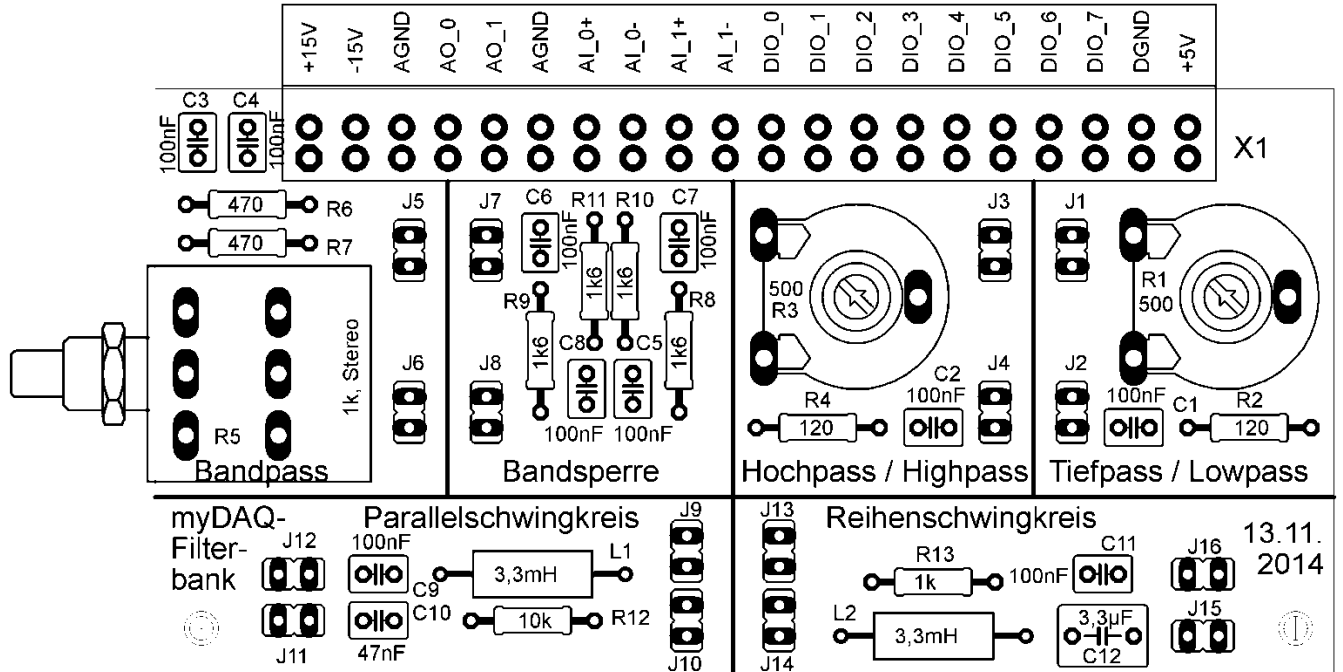 +15V
-15V
AGND
AO_0
AO_1
AGND
AI_0+
AI_0-
AI_1+
AI_1-
DIO_0
DIO_1
DIO_2
DIO_3
DIO_4
DIO_5
DIO_6
DIO_7
DGND
+5V
X1
C3
C4
100nF
100nF
470
R6
470
R7
J5
J6
1k, Stereo
R5
Bandpass
J7
J8
C6
100nF
R11
R10
C7
100nF
1k6
1k6
R9
1k6
R8
1k6
C8
C5
100nF
100nF
Bandsperre
500
R3
J3
J4
C2
100nF
R4
120
Hochpass / Highpass
J1
J2
R1
500
100nF
C1
R2
120
Tiefpass / Lowpass
myDAQ-
Filter-
bank
Parallelschwingkreis
J12
J11
100nF
C9
C10
47nF
L1
3,3mH
10k
R12
J9
J10
Reihenschwingkreis
J13
J14
R13
1k
100nF
C11
L2
3,3mH
3,3µF
C12
J16
J15
13.11.
2014